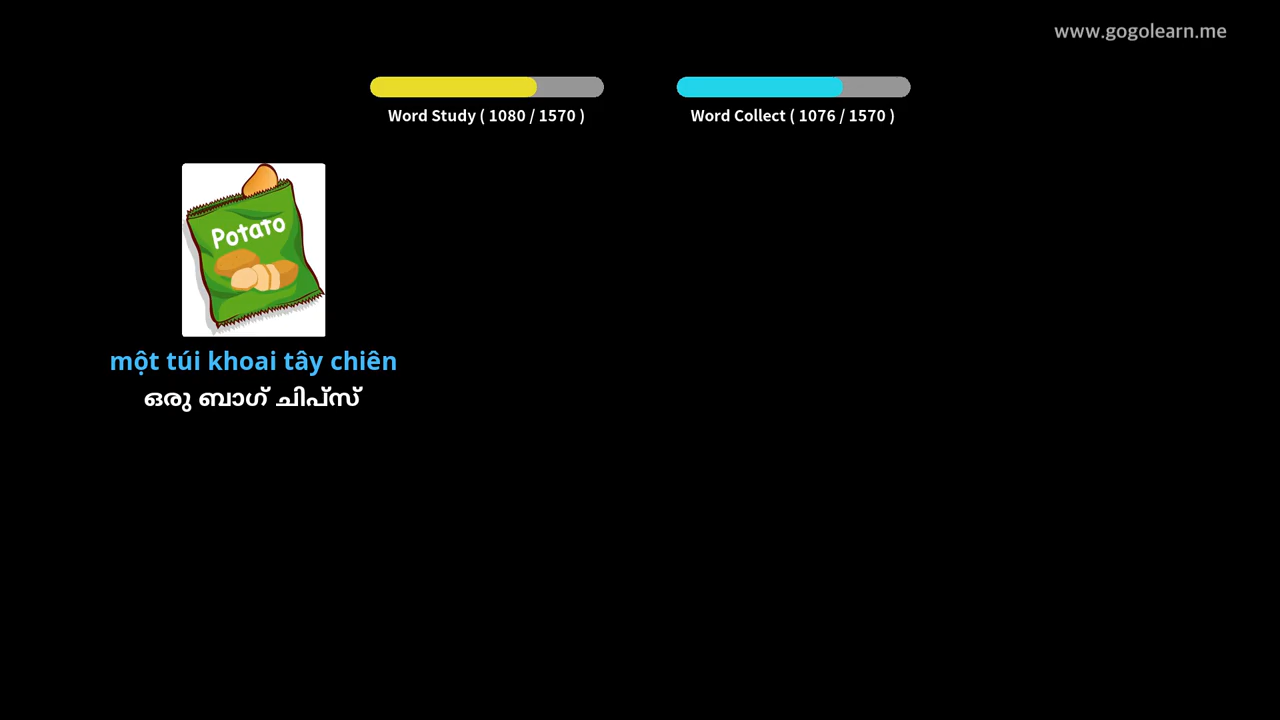 www.gogolearn.me
Word Study ( 1080 / 1570 )
Word Collect ( 1076 / 1570 )
Potato
một túi khoai tây chiên
ഒരു ബാഗ് ചിപ്സ്